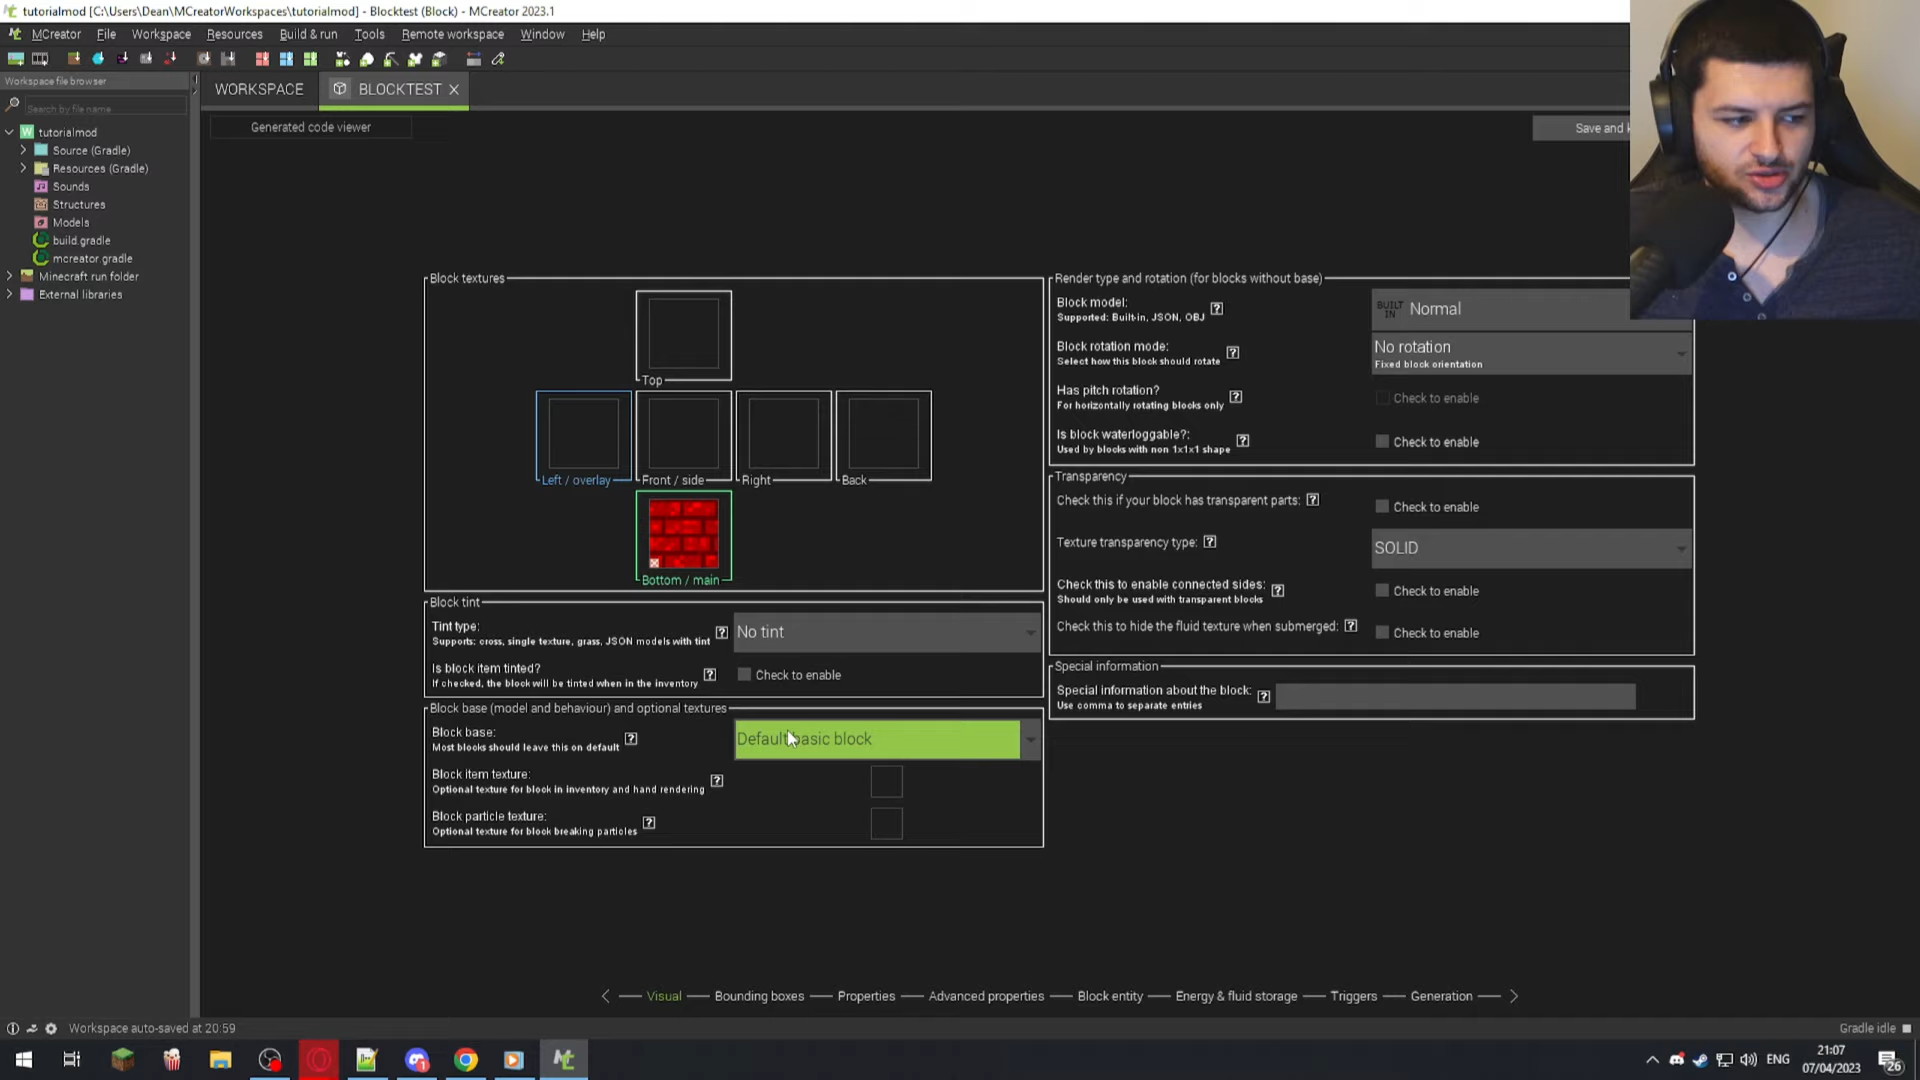 tutorialmod [C:\Users\Dean\MCreatorWorkspaces\tutorialmod] - Blocktest (Block) - MCreator 2023.1
MCreator File Workspace Resources Build & run Tools Remote workspace Window Help
Workspace file browser
Search by file name
tutorialmod
Source (Gradle)
Resources (Gradle)
Sounds
Structures
Models
build.gradle
mcreator.gradle
Minecraft run folder
External libraries
WORKSPACE BLOCKTEST
Generated code viewer
Save and k
Block textures
Top
Left / overlay Front / side Right Back
Bottom / main
Block tint
Tint type: ? No tint
Supports: cross, single texture, grass, JSON models with tint
Is block item tinted? ? Check to enable
If checked, the block will be tinted when in the inventory
Block base (model and behaviour) and optional textures
Block base: ? Default basic block
Most blocks should leave this on default
Block item texture: ?
Optional texture for block in inventory and hand rendering
Block particle texture: ?
Optional texture for block breaking particles
Render type and rotation (for blocks without base)
Block model: ? BUILT IN Normal
Supported: Built-in, JSON, OBJ
Block rotation mode: ? No rotation
Select how this block should rotate Fixed block orientation
Has pitch rotation? ? Check to enable
For horizontally rotating blocks only
Is block waterloggable?: ? Check to enable
Used by blocks with non 1x1x1 shape
Transparency
Check this if your block has transparent parts: ? Check to enable
Texture transparency type: ? SOLID
Check this to enable connected sides: ? Check to enable
Should only be used with transparent blocks
Check this to hide the fluid texture when submerged: ? Check to enable
Special information
Special information about the block: ?
Use comma to separate entries
Visual Bounding boxes Properties Advanced properties Block entity Energy & fluid storage Triggers Generation
Workspace auto-saved at 20:59
Gradle idle
ENG
21:07
07/04/2023
26